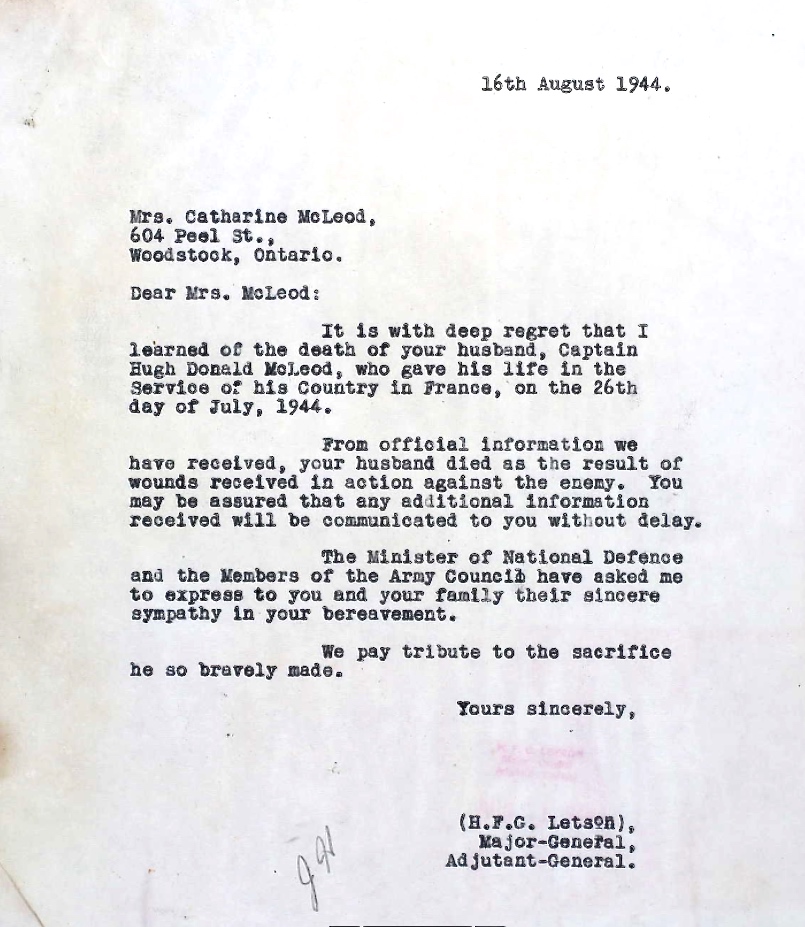 16th August 1944.
Mrs. Catharine McLeod,
604 Peel St.,
Woodstock, Ontario.
Dear Mrs. McLeod:
It is with deep regret that I
learned of the death of your husband, Captain
Hugh Donald McLeod, who gave his life in the
Service of his Country in France, on the 26th
day of July, 1944.
From official information we
have received, your husband died as the result of
wounds received in action against the enemy. You
may be assured that any additional information
received will be communicated to you without delay.
The Minister of National Defence
and the Members of the Army Council have asked me
to express to you and your family their sincere
sympathy in your bereavement.
We pay tribute to the sacrifice
he so bravely made.
Yours sincerely,
(H.F.G. Letson),
Major-General,
Adjutant-General.